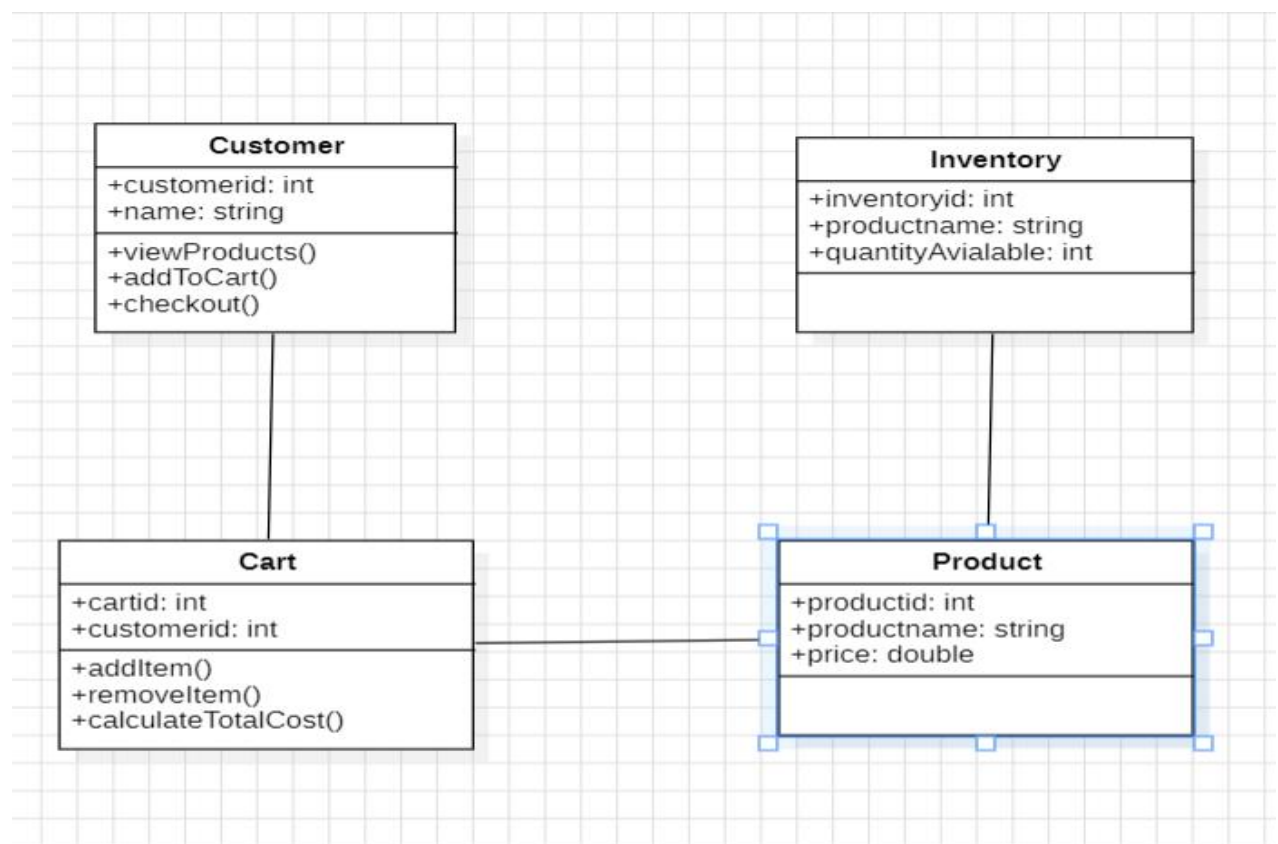 Customer
+customerid: int
+name: string
+viewProducts()
+addToCart()
+checkout()
Inventory
+inventoryid: int
+productname: string
+quantityAvialable: int
Cart
+cartid: int
+customerid: int
+addItem()
+removeItem()
+calculateTotalCost()
Product
+productid: int
+productname: string
+price: double